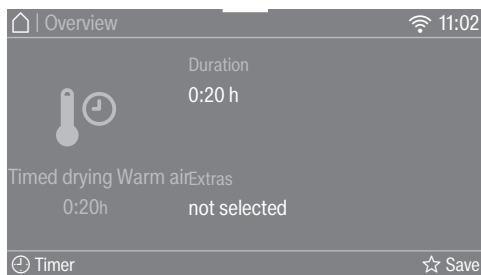 | Overview 11:02
Duration
0:20 h
Timed drying Warm air
0:20h
Extras
not selected
Timer Save